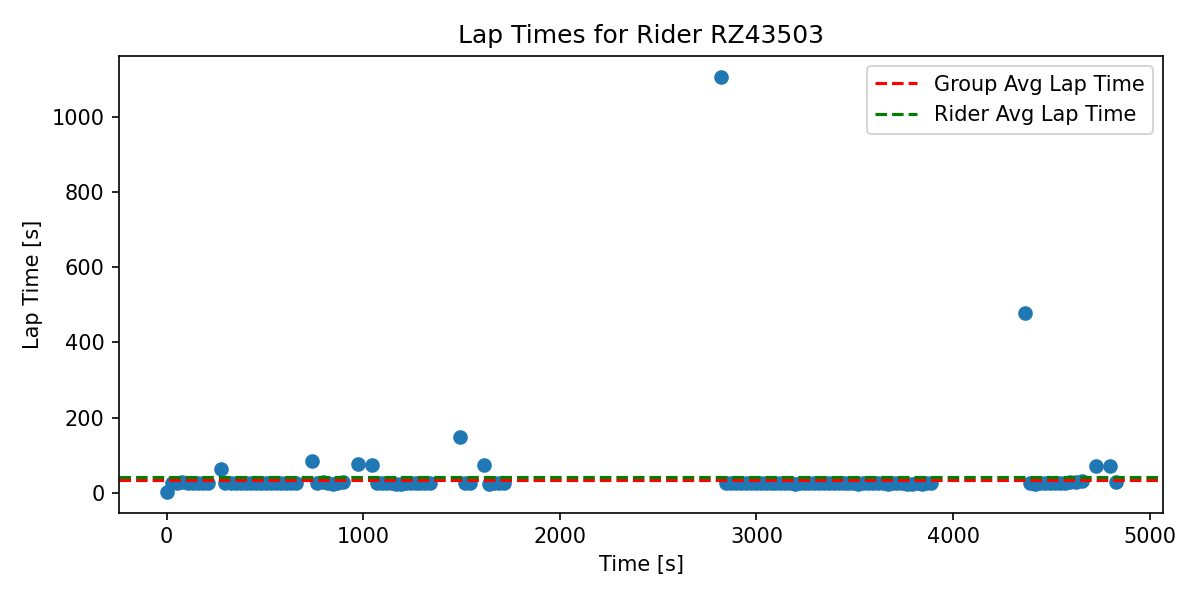 Lap Times for Rider RZ43503
Group Avg Lap Time
Rider Avg Lap Time
Lap Time [s]
1000
800
600
400
200
0
0 1000 2000 3000 4000 5000
Time [s]